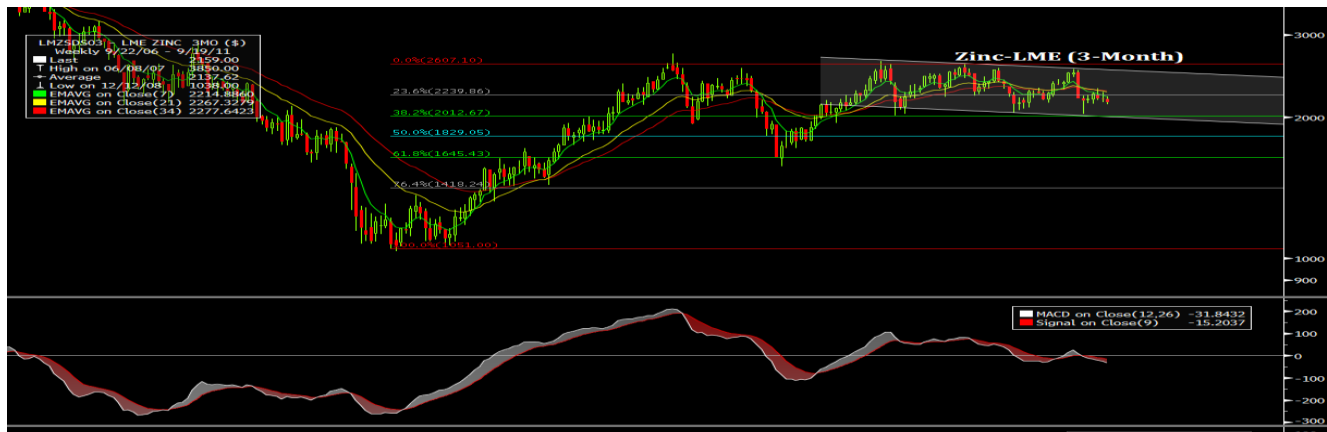 LMZSDS03 LME ZINC 3MO ($)
Weekly 9/22/06 - 9/19/11
Last 2159.00
High on 06/08/07 3850.00
Average 2137.62
Low on 12/12/08 1038.00
EMAVG on Close(7) 2214.8860
EMAVG on Close(21) 2267.3279
EMAVG on Close(34) 2277.6423
Zinc-LME (3-Month)
0.0%(2607.10)
23.6%(2239.86)
38.2%(2012.67)
50.0%(1829.05)
61.8%(1645.43)
76.4%(1418.24)
100.0%(1051.00)
3000
2000
1000
900
MACD on Close(12,26) -31.8432
Signal on Close(9) -15.2037
200
100
0
-100
-200
-300